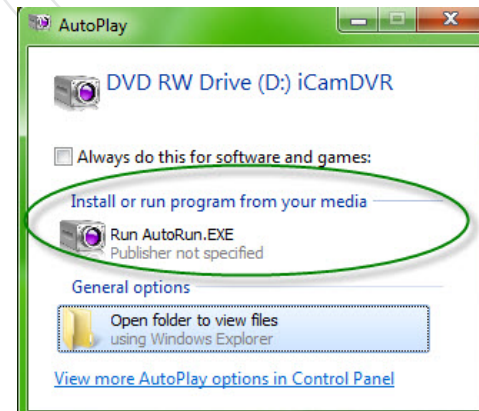 AutoPlay
DVD RW Drive (D:) iCamDVR
Always do this for software and games:
Install or run program from your media
Run AutoRun.EXE
Publisher not specified
General options
Open folder to view files
using Windows Explorer
View more AutoPlay options in Control Panel